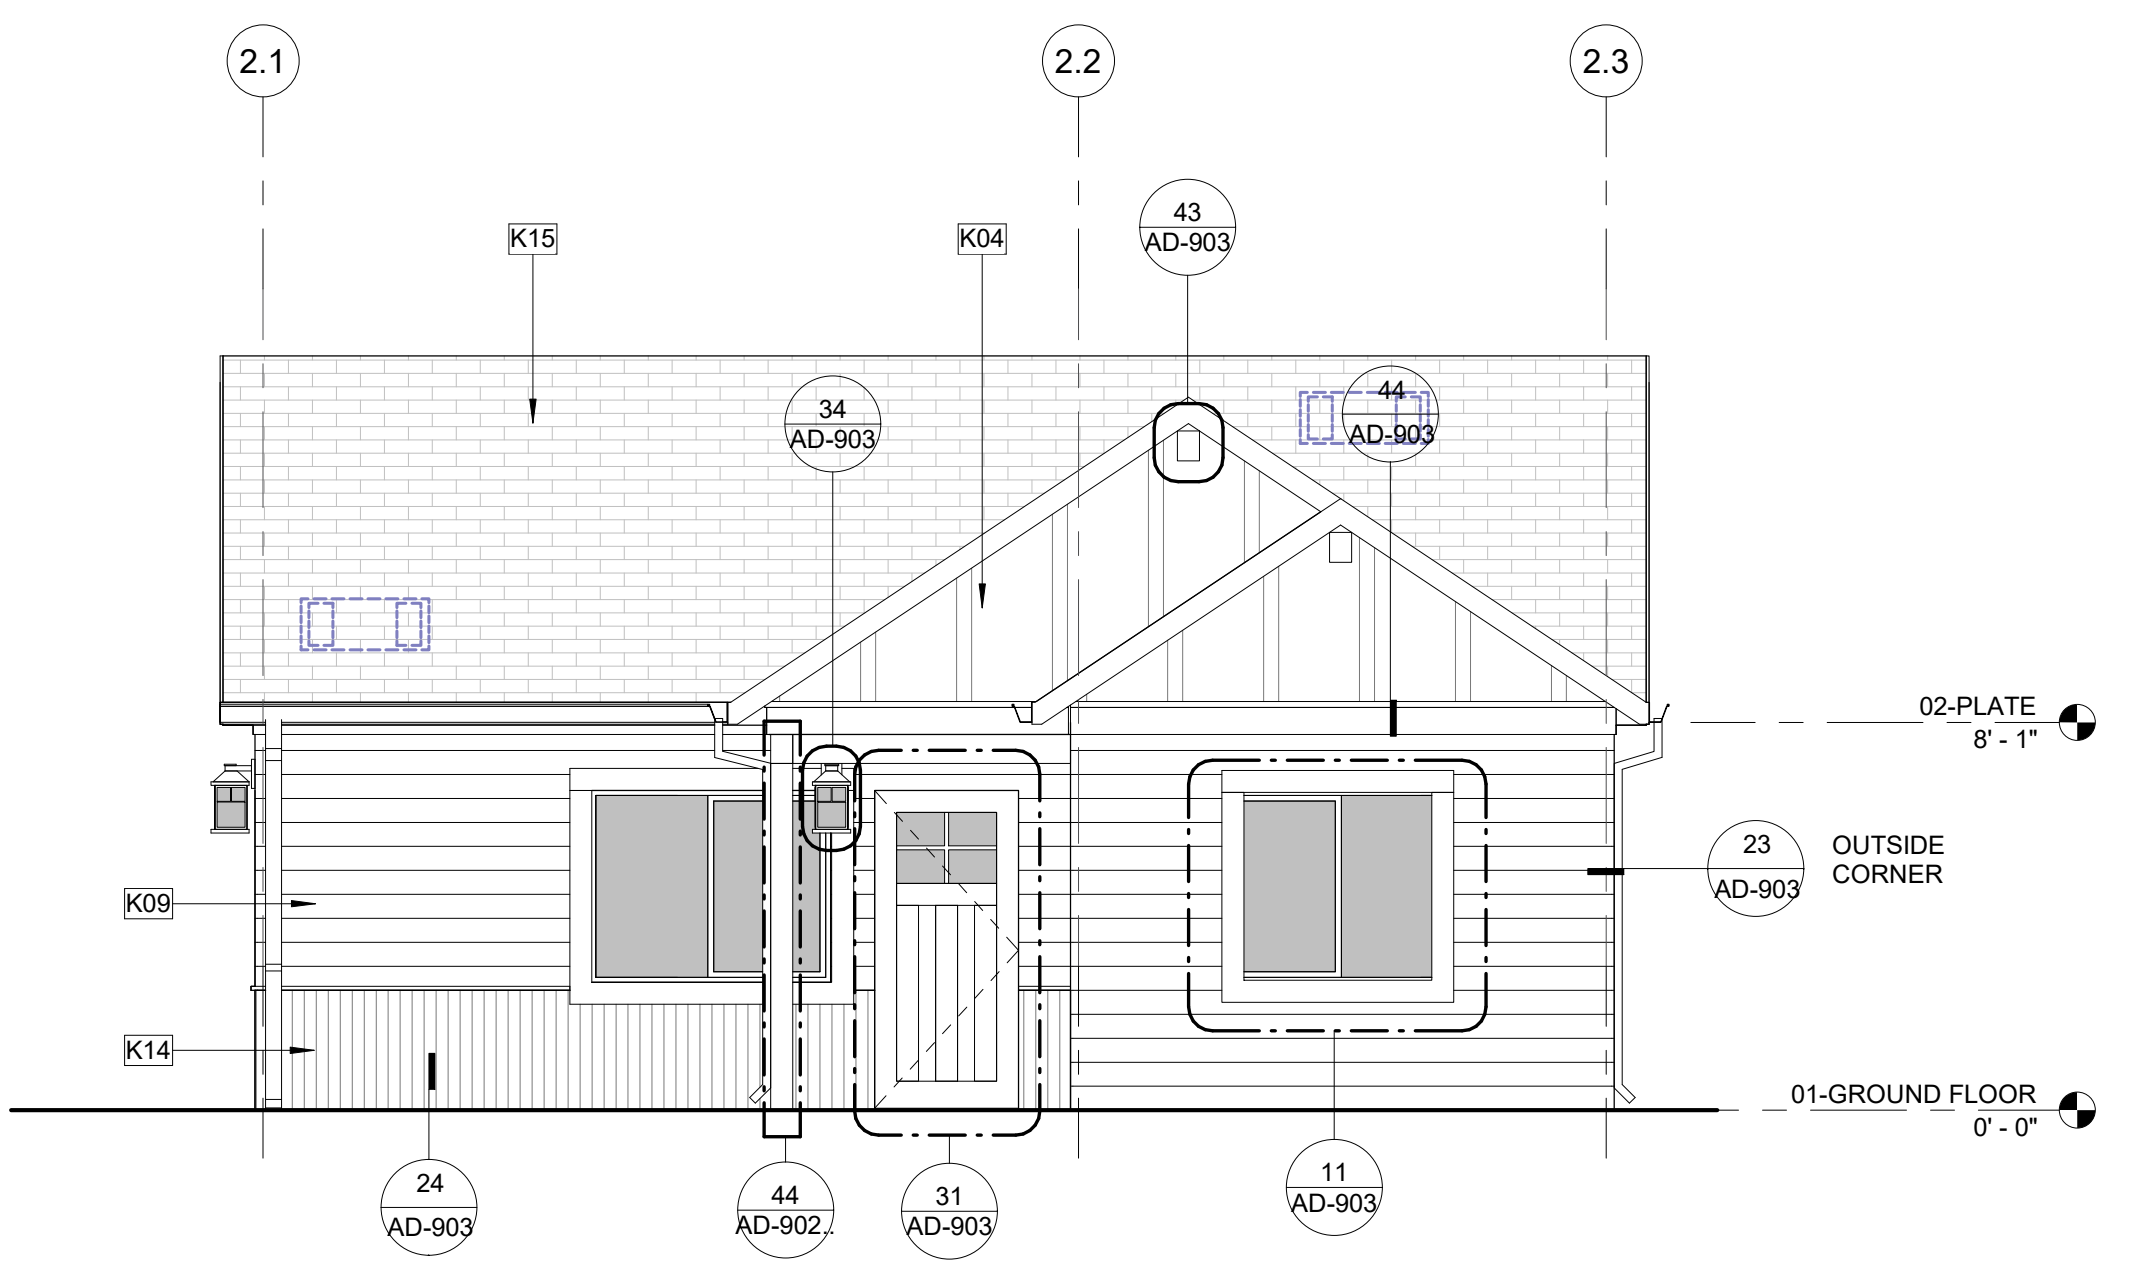 2.1
2.2
2.3
43
AD-903
K15
K04
34
AD-903
44
AD-903
02-PLATE
8' - 1"
23
AD-903
OUTSIDE
CORNER
K09
K14
01-GROUND FLOOR
0' - 0"
24
AD-903
44
AD-902..
31
AD-903
11
AD-903